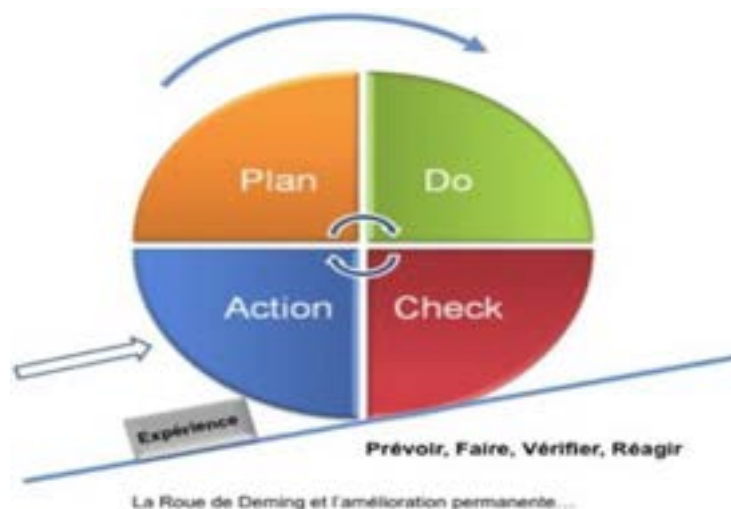 Plan
Do
Action
Check
Expérience
Prévoir, Faire, Vérifier, Réagir
La Roue de Deming et l'amélioration permanente...